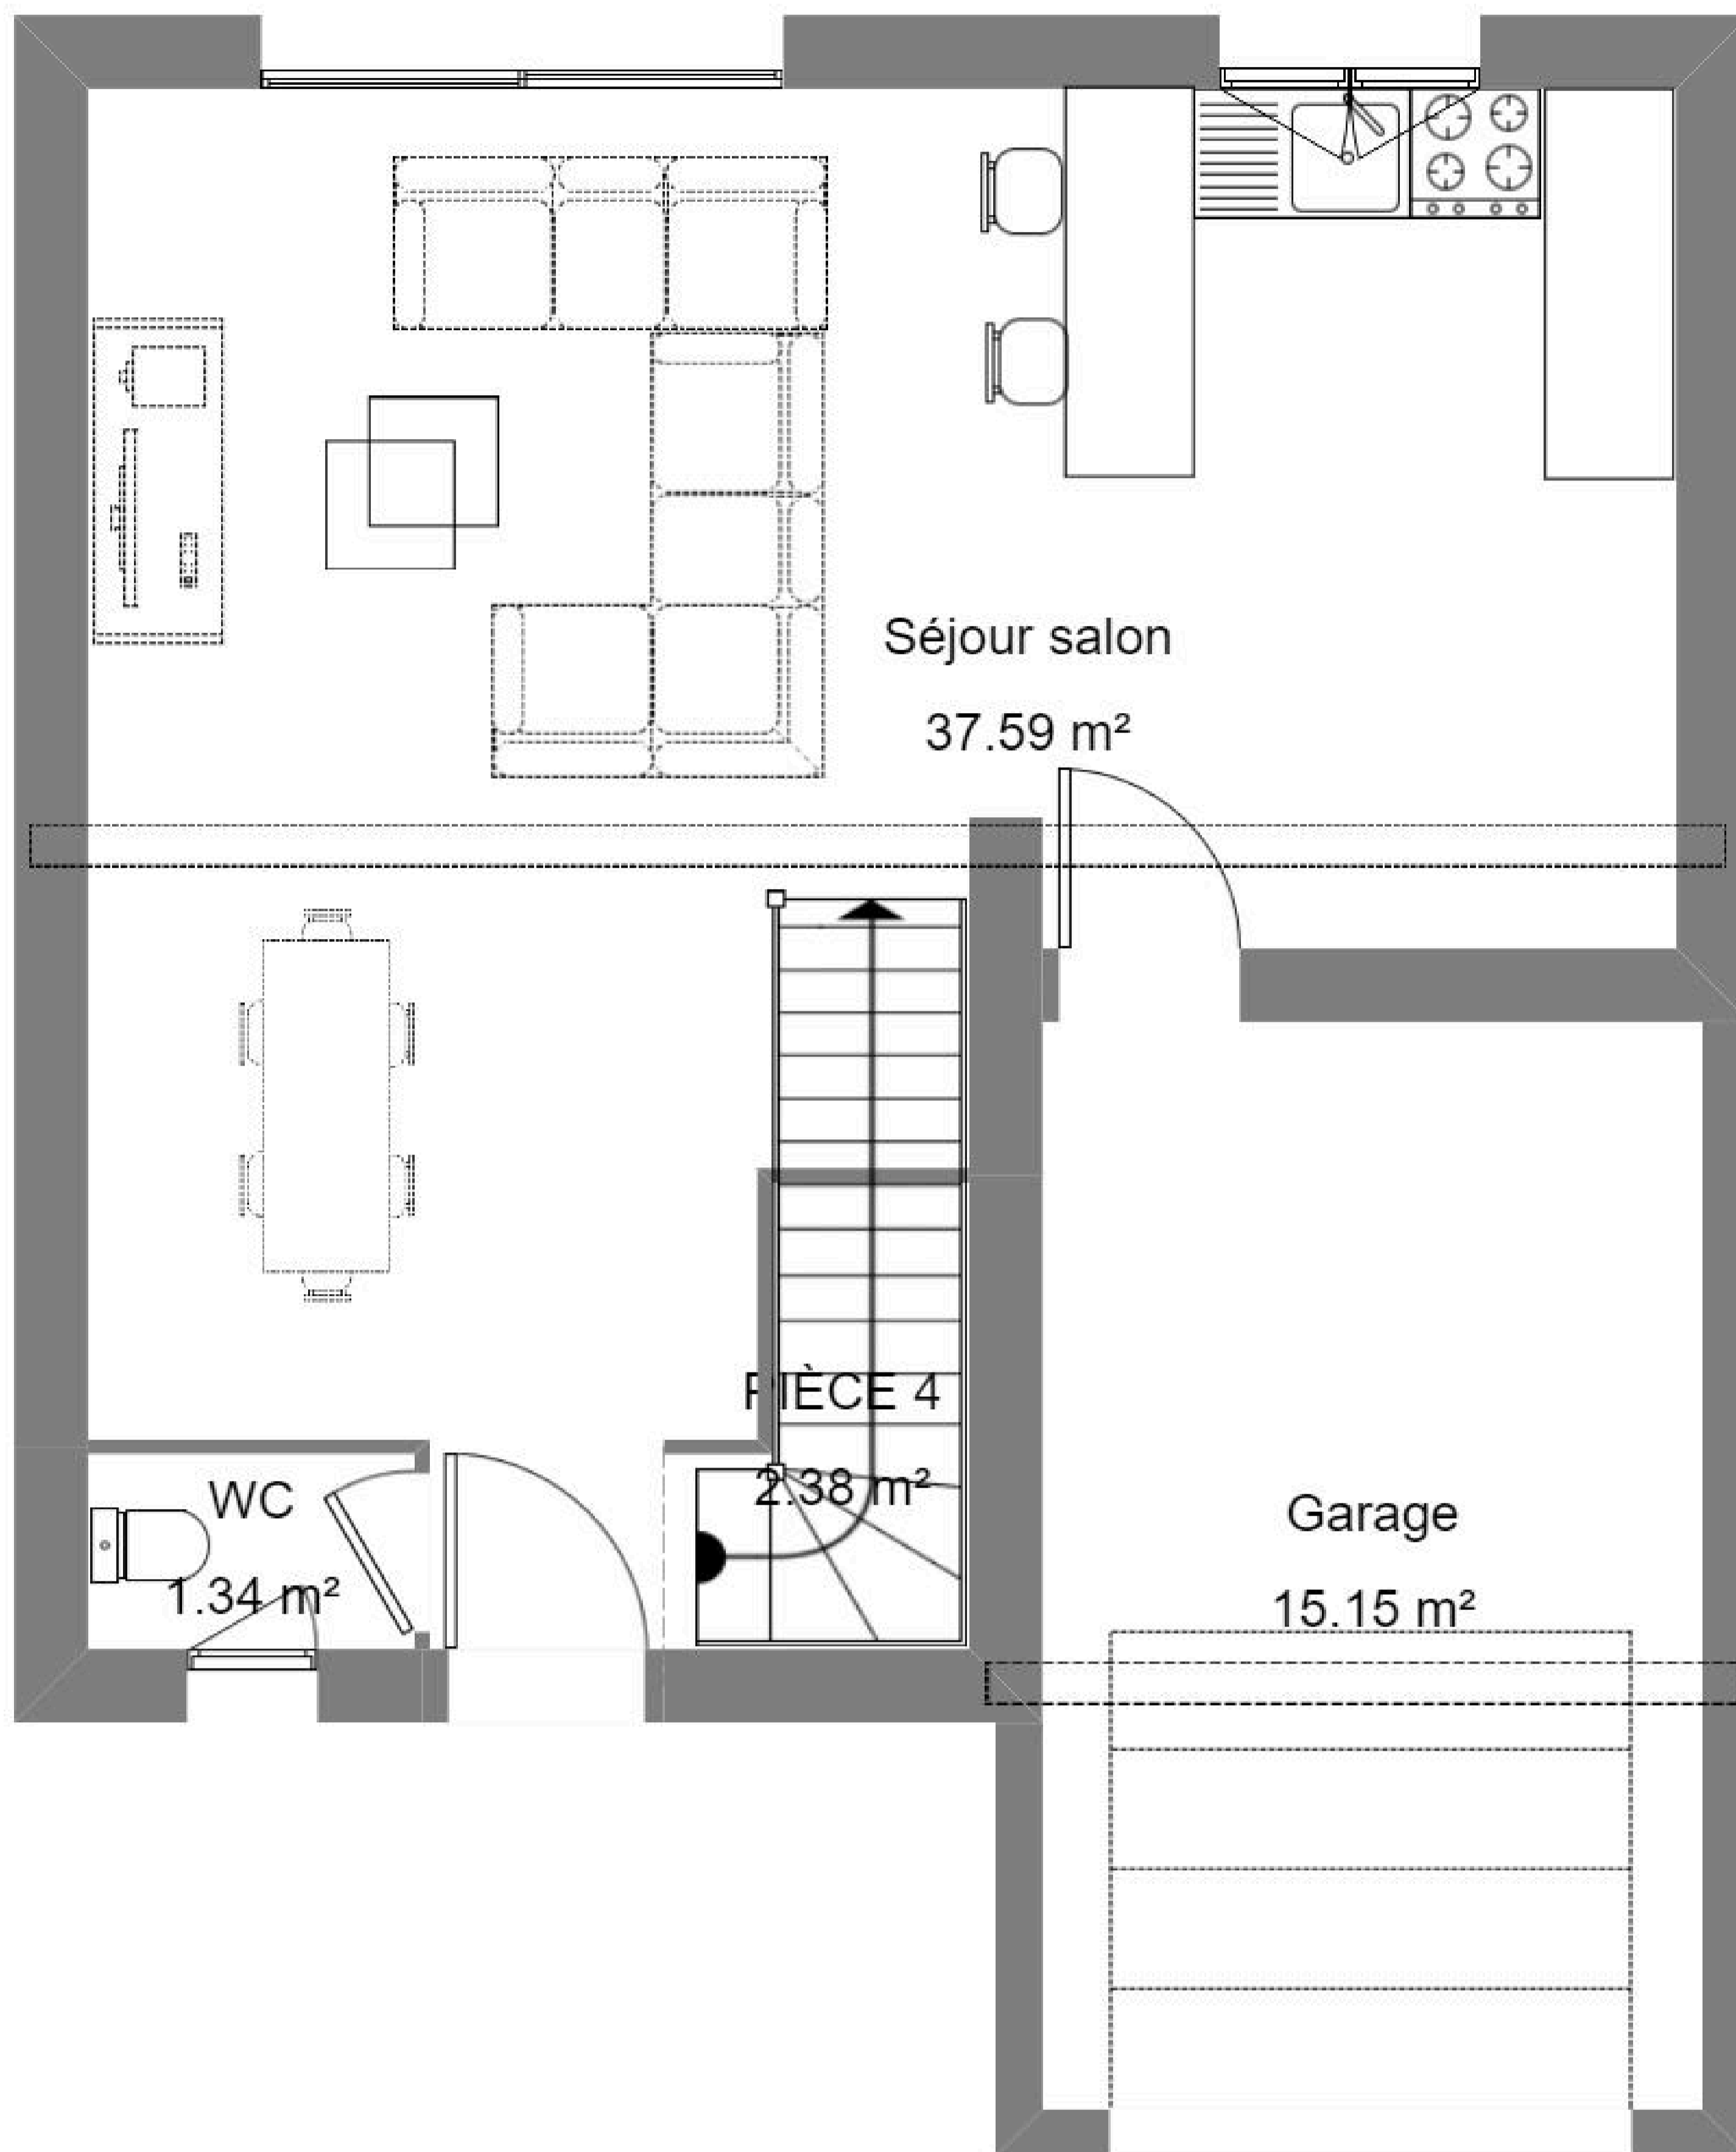 Séjour salon
37.59 m²
PIÈCE 4
2.38 m²
WC
1.34 m²
Garage
15.15 m²